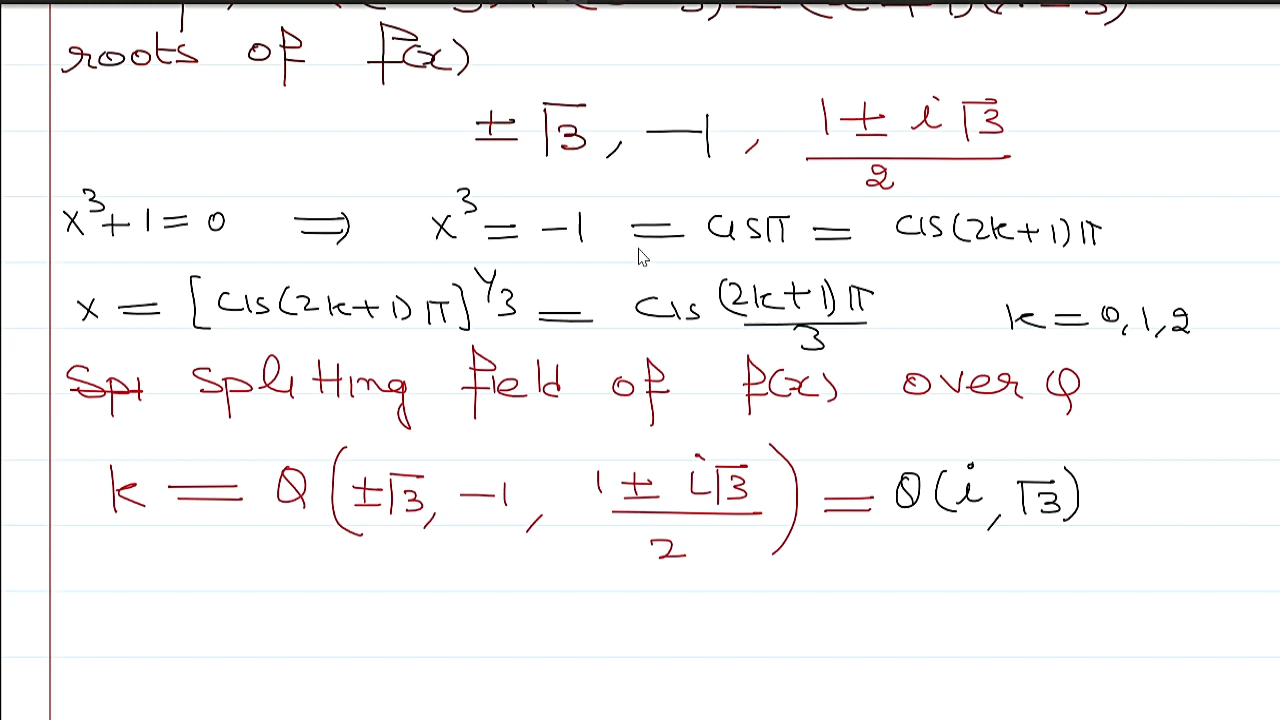 roots of f(x)
± √3, -1, (1 ± i√3)/2
x³+1=0 ⇒ x³ = -1 = cisπ = cis(2k+1)π
x = [cis(2k+1)π]^1/3 = cis (2k+1)π/3 k=0,1,2
Spl splitting field of f(x) over Q
k = Q(±√3, -1, (1 ± i√3)/2) = Q(i, √3)